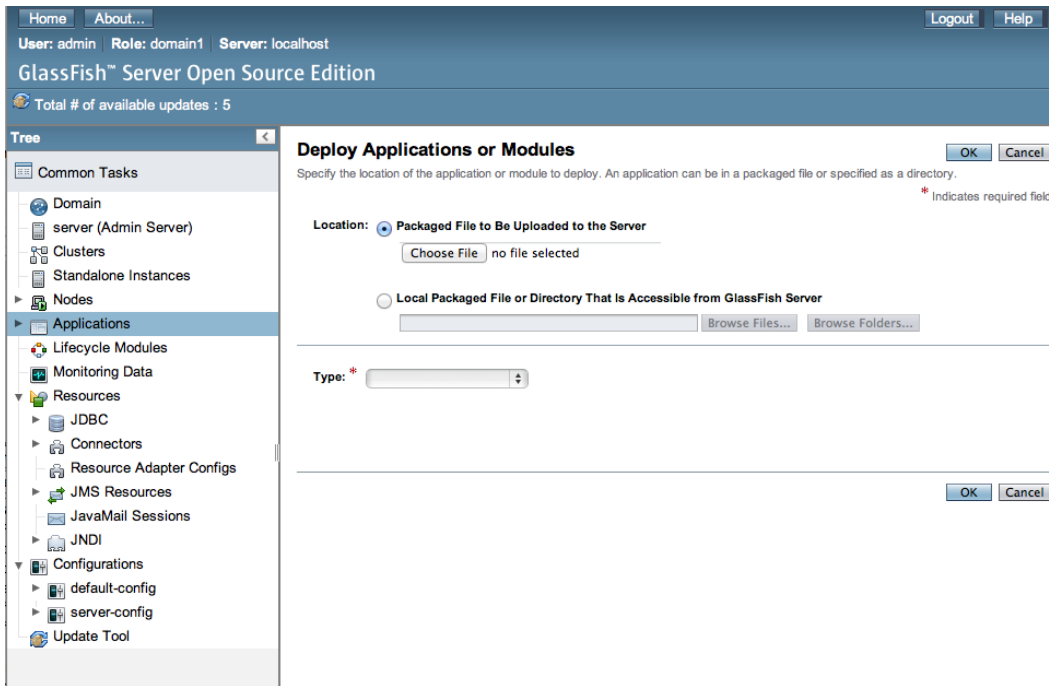 Home About... Logout Help
User: admin Role: domain1 Server: localhost
GlassFish™ Server Open Source Edition
Total # of available updates : 5
Tree
Common Tasks
Domain
server (Admin Server)
Clusters
Standalone Instances
Nodes
Applications
Lifecycle Modules
Monitoring Data
Resources
JDBC
Connectors
Resource Adapter Configs
JMS Resources
JavaMail Sessions
JNDI
Configurations
default-config
server-config
Update Tool
Deploy Applications or Modules
OK Cancel
Specify the location of the application or module to deploy. An application can be in a packaged file or specified as a directory.
* Indicates required field
Location: Packaged File to Be Uploaded to the Server
Choose File no file selected
Local Packaged File or Directory That Is Accessible from GlassFish Server
Browse Files... Browse Folders...
Type: *
OK Cancel